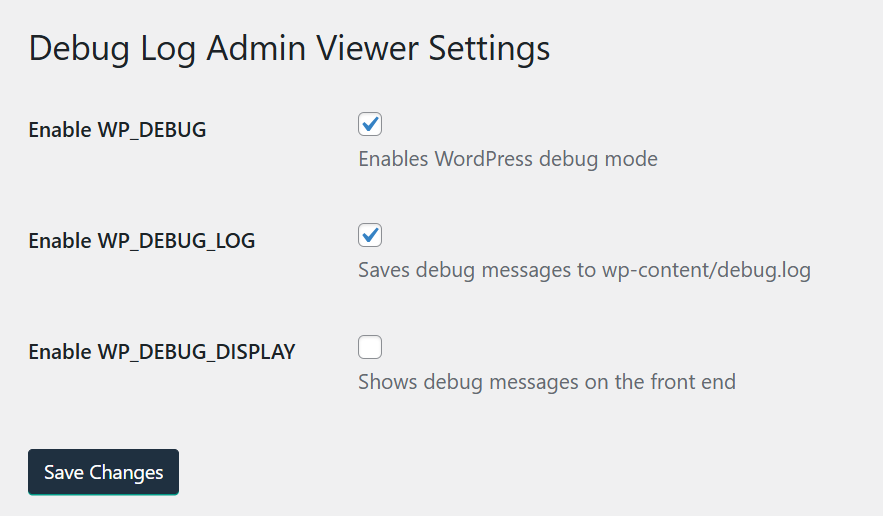 Debug Log Admin Viewer Settings
Enable WP_DEBUG
Enables WordPress debug mode
Enable WP_DEBUG_LOG
Saves debug messages to wp-content/debug.log
Enable WP_DEBUG_DISPLAY
Shows debug messages on the front end
Save Changes